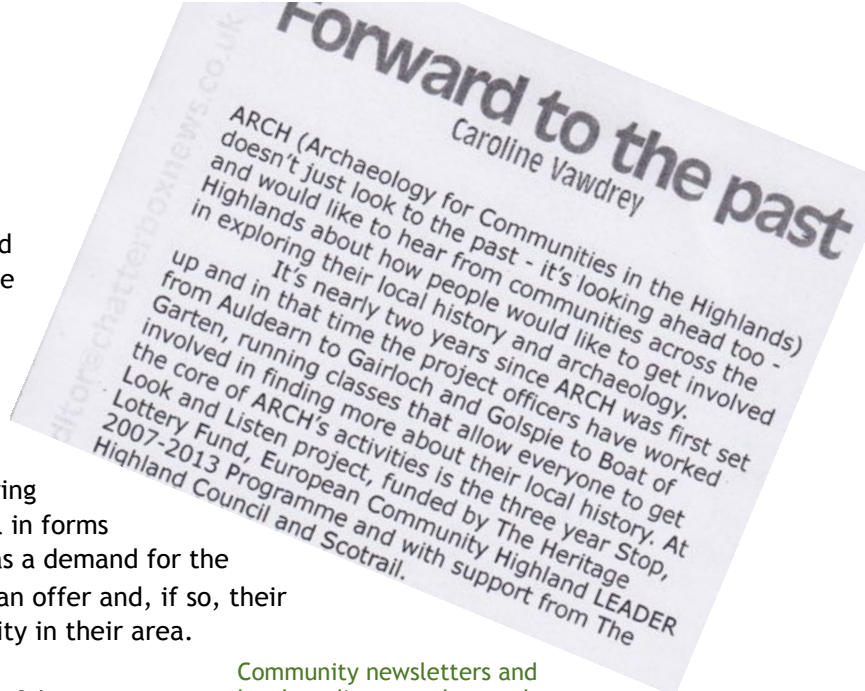 Forward to the past
Caroline Vawdrey
ARCH (Archaeology for Communities in the Highlands)
doesn't just look to the past - it's looking ahead too -
and would like to hear from communities across the
Highlands about how people would like to get involved
in exploring their local history and archaeology.
It's nearly two years since ARCH was first set
up and in that time the project officers have worked
from Auldearn to Gairloch and Golspie to Boat of
Garten, running classes that allow everyone to get
involved in finding more about their local history. At
the core of ARCH's activities is the three year Stop,
Look and Listen project, funded by The Heritage
Lottery Fund, European Community Highland LEADER
2007-2013 Programme and with support from The
Highland Council and Scotrail.
ditor@chatterboxnews.co.uk
d
e
ing
in forms
as a demand for the
an offer and, if so, their
ity in their area.
Community newsletters and